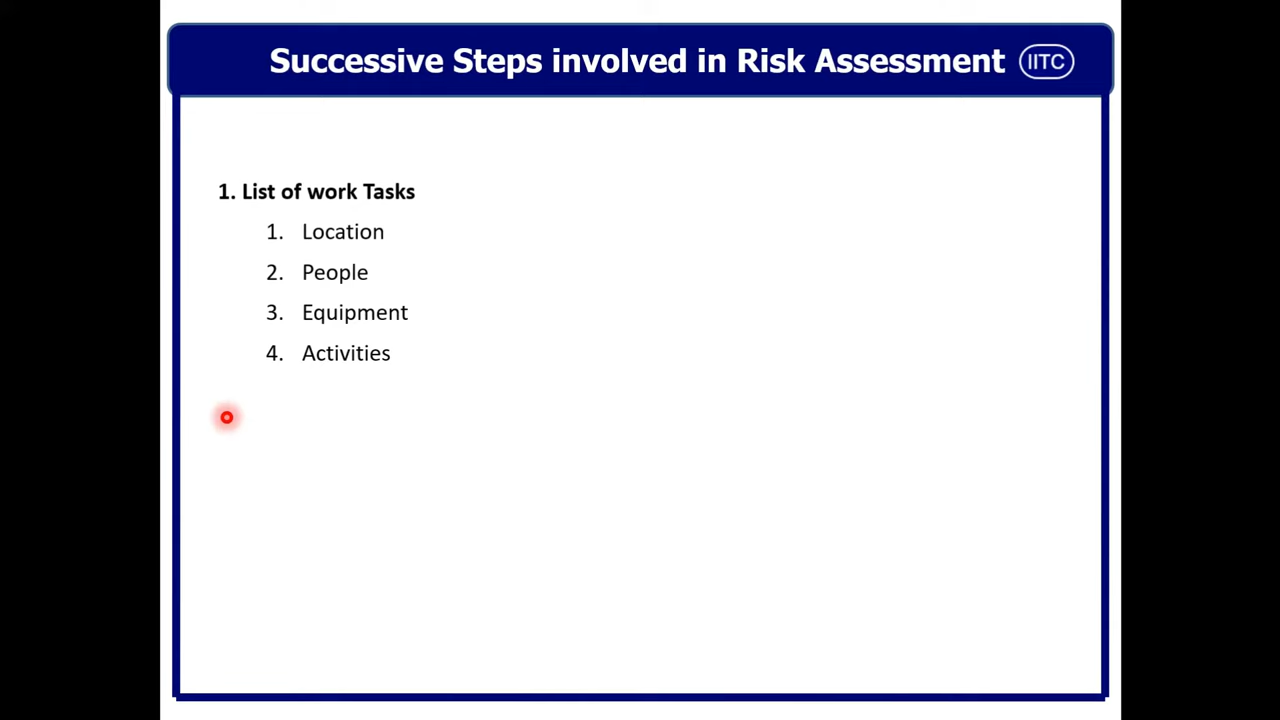 Successive Steps involved in Risk Assessment
IITC
1. List of work Tasks
1. Location
2. People
3. Equipment
4. Activities